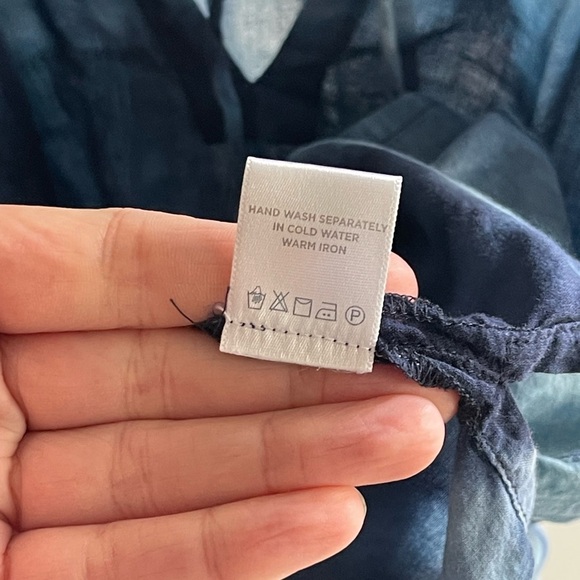 HAND WASH SEPARATELY
IN COLD WATER
WARM IRON
P